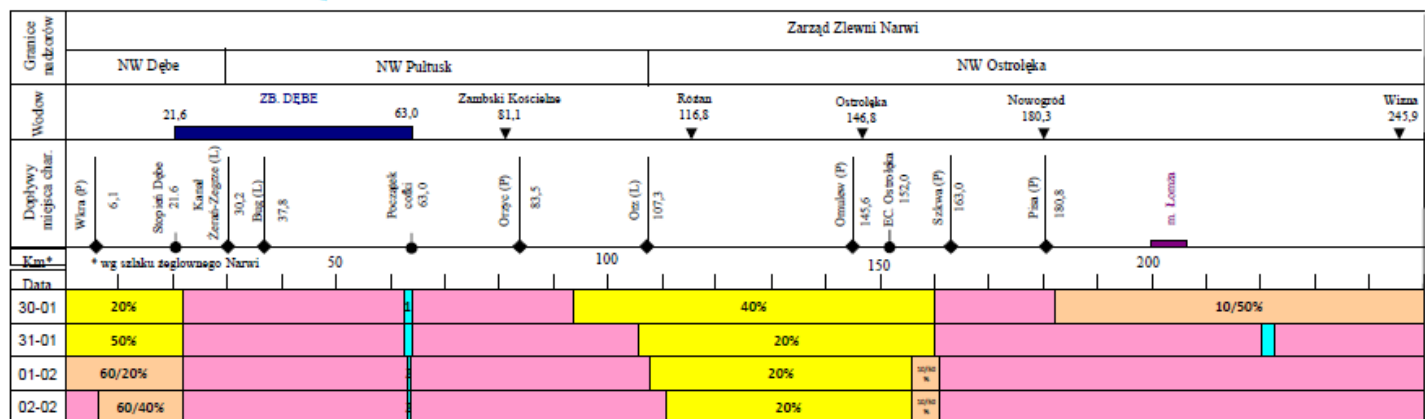 Granice nadzorów
Zarząd Zlewni Narwi
NW Dębe
NW Pułtusk
NW Ostrołęka
Wodow
21,6
ZB. DĘBE
63,0
Zambski Kościelne
81,1
Różan
116,8
Ostrołęka
146,8
Nowogród
180,3
Wizna
245,9
Dopływy miejsca char.
Wkra (P)
6,1
Stopień Dębe
21.6
Kanał
Żerań-Zegrze (L)
30,2
Bug (L)
37,8
Początek
cofki
63,0
Orzyc (P)
83,5
Orz (L)
107,3
Omulew (P)
145,6
EC. Ostrołęka
152,0
Szkwa (P)
163,0
Pisa (P)
180,8
m. Łomża
Km*
* wg szlaku żeglownego Narwi
50
100
150
200
Data
30-01
20%
1
40%
10/50%
31-01
50%
20%
01-02
60/20%
20%
02-02
60/40%
20%